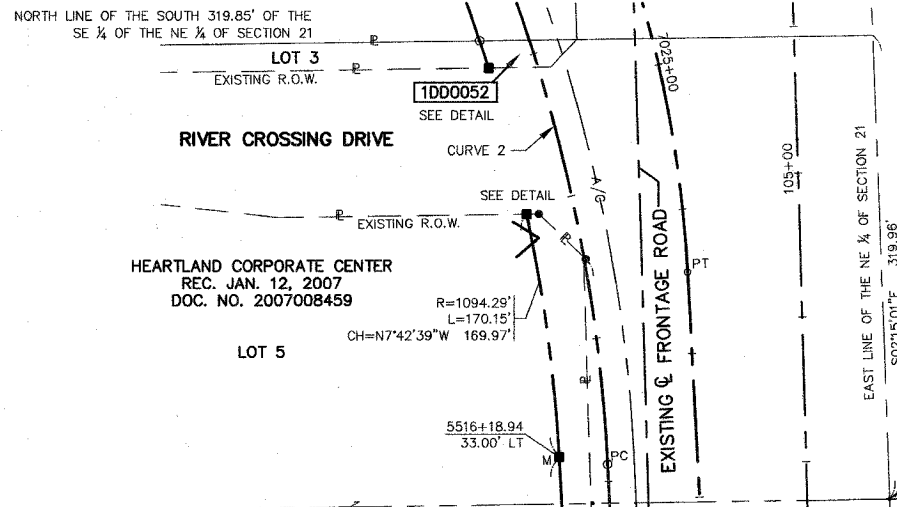 NORTH LINE OF THE SOUTH 319.85' OF THE
SE ¼ OF THE NE ¼ OF SECTION 21
LOT 3
EXISTING R.O.W.
1DD0052
SEE DETAIL
7025+00
RIVER CROSSING DRIVE
CURVE 2
105+00
A/C
SEE DETAIL
EXISTING R.O.W.
EXISTING ℄ FRONTAGE ROAD
PT
HEARTLAND CORPORATE CENTER
REC. JAN. 12, 2007
DOC. NO. 2007008459
R=1094.29'
L=170.15'
CH=N7°42'39"W 169.97'
LOT 5
EAST LINE OF THE NE ¼ OF SECTION 21
S02°15'01"E 319.96'
5516+18.94
33.00' LT
M
PC